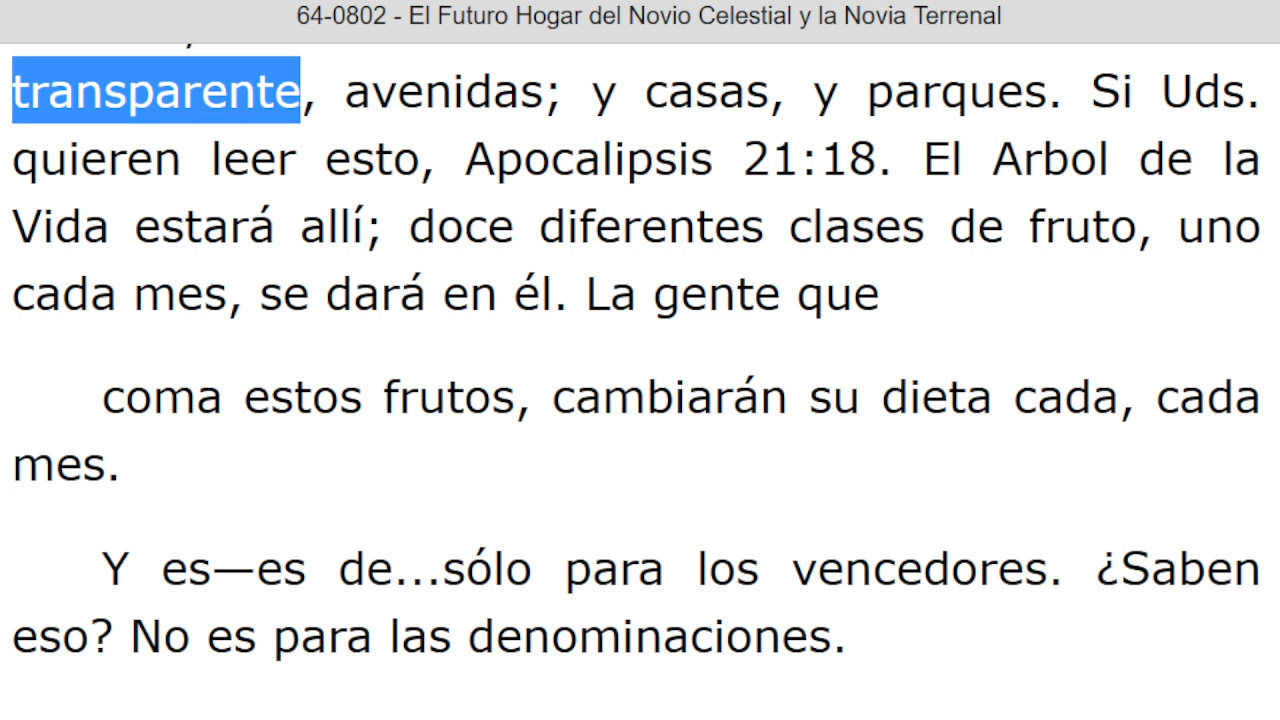 64-0802 - El Futuro Hogar del Novio Celestial y la Novia Terrenal
transparente, avenidas; y casas, y parques. Si Uds.
quieren leer esto, Apocalipsis 21:18. El Arbol de la
Vida estará allí; doce diferentes clases de fruto, uno
cada mes, se dará en él. La gente que
coma estos frutos, cambiarán su dieta cada, cada
mes.
Y es—es de...sólo para los vencedores. ¿Saben
eso? No es para las denominaciones.